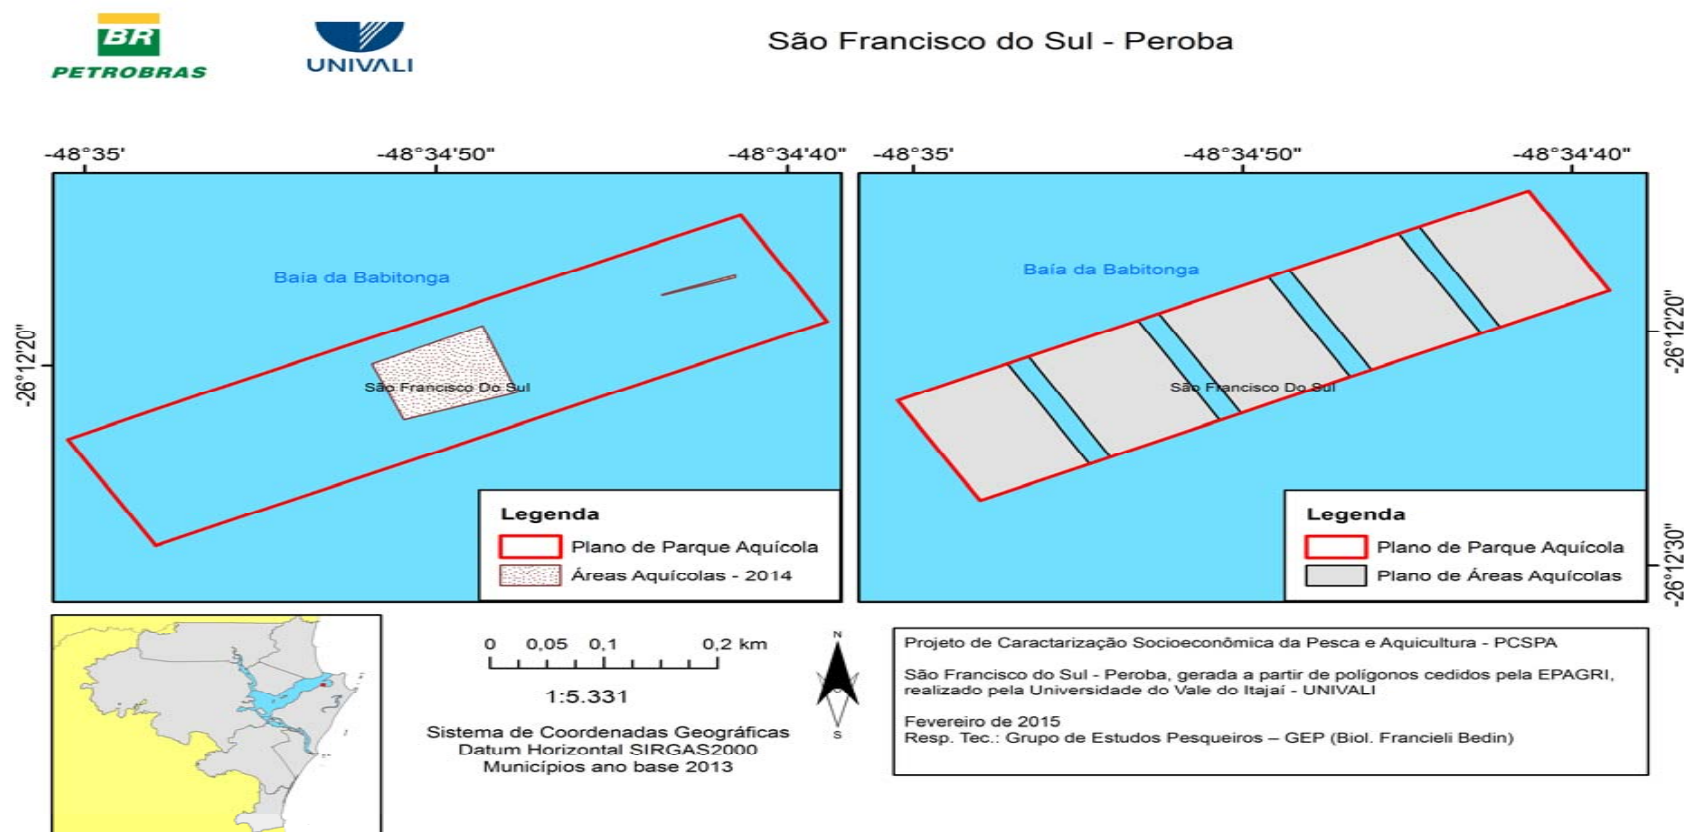 BR
PETROBRAS
UNIVALI
São Francisco do Sul - Peroba
-48°35'
-48°34'50"
-48°34'40"
-48°35'
-48°34'50"
-48°34'40"
-26°12'20"
Baía da Babitonga
São Francisco Do Sul
Legenda
Plano de Parque Aquícola
Áreas Aquícolas - 2014
Baía da Babitonga
São Francisco Do Sul
Legenda
Plano de Parque Aquícola
Plano de Áreas Aquícolas
-26°12'20"
-26°12'30"
0 0,05 0,1 0,2 km
1:5.331
Sistema de Coordenadas Geográficas
Datum Horizontal SIRGAS2000
Municípios ano base 2013
N
S
Projeto de Caractarização Socioeconômica da Pesca e Aquicultura - PCSPA
São Francisco do Sul - Peroba, gerada a partir de polígonos cedidos pela EPAGRI,
realizado pela Universidade do Vale do Itajaí - UNIVALI
Fevereiro de 2015
Resp. Tec.: Grupo de Estudos Pesqueiros – GEP (Biol. Francieli Bedin)